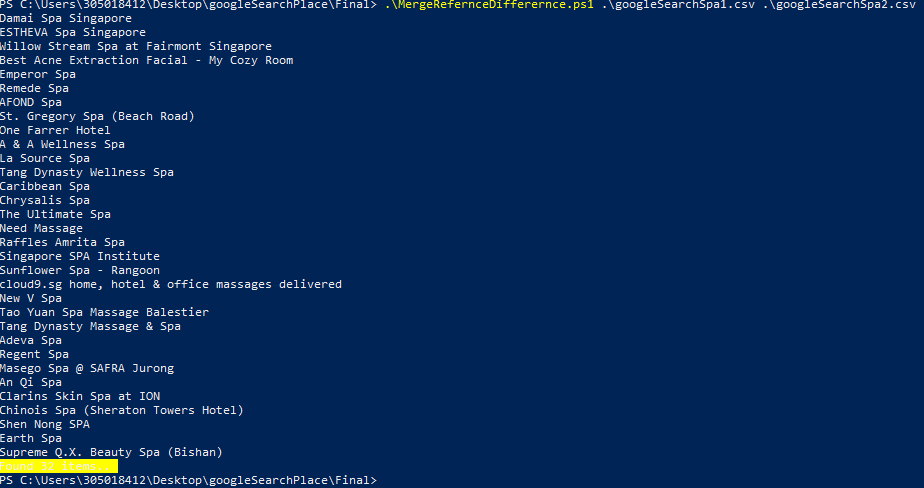 PS C:\Users\305018412\Desktop\googleSearchPlace\Final> .\MergeRefernceDifferernce.ps1 .\googleSearchSpa1.csv .\googleSearchSpa2.csv
Damai Spa Singapore
ESTHEVA Spa Singapore
Willow Stream Spa at Fairmont Singapore
Best Acne Extraction Facial - My Cozy Room
Emperor Spa
Remede Spa
AFOND Spa
St. Gregory Spa (Beach Road)
One Farrer Hotel
A & A Wellness Spa
La Source Spa
Tang Dynasty Wellness Spa
Caribbean Spa
Chrysalis Spa
The Ultimate Spa
Need Massage
Raffles Amrita Spa
Singapore SPA Institute
Sunflower Spa - Rangoon
cloud9.sg home, hotel & office massages delivered
New V Spa
Tao Yuan Spa Massage Balestier
Tang Dynasty Massage & Spa
Adeva Spa
Regent Spa
Masego Spa @ SAFRA Jurong
An Qi Spa
Clarins Skin Spa at ION
Chinois Spa (Sheraton Towers Hotel)
Shen Nong SPA
Earth Spa
Supreme Q.X. Beauty Spa (Bishan)
Found 32 items..
PS C:\Users\305018412\Desktop\googleSearchPlace\Final>